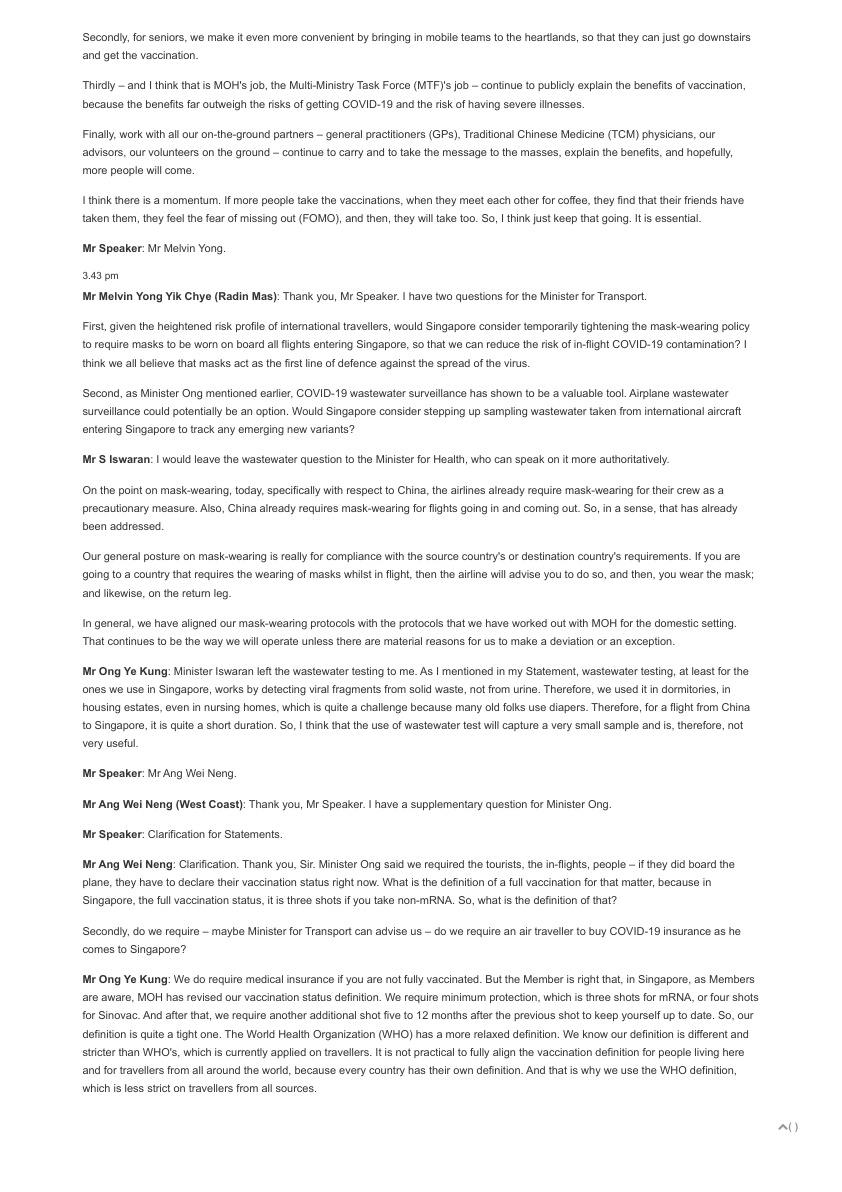 Secondly, for seniors, we make it even more convenient by bringing in mobile teams to the heartlands, so that they can just go downstairs
and get the vaccination.
Thirdly – and I think that is MOH's job, the Multi-Ministry Task Force (MTF)'s job – continue to publicly explain the benefits of vaccination,
because the benefits far outweigh the risks of getting COVID-19 and the risk of having severe illnesses.
Finally, work with all our on-the-ground partners – general practitioners (GPs), Traditional Chinese Medicine (TCM) physicians, our
advisors, our volunteers on the ground – continue to carry and to take the message to the masses, explain the benefits, and hopefully,
more people will come.
I think there is a momentum. If more people take the vaccinations, when they meet each other for coffee, they find that their friends have
taken them, they feel the fear of missing out (FOMO), and then, they will take too. So, I think just keep that going. It is essential.
Mr Speaker: Mr Melvin Yong.
3.43 pm
Mr Melvin Yong Yik Chye (Radin Mas): Thank you, Mr Speaker. I have two questions for the Minister for Transport.
First, given the heightened risk profile of international travellers, would Singapore consider temporarily tightening the mask-wearing policy
to require masks to be worn on board all flights entering Singapore, so that we can reduce the risk of in-flight COVID-19 contamination? I
think we all believe that masks act as the first line of defence against the spread of the virus.
Second, as Minister Ong mentioned earlier, COVID-19 wastewater surveillance has shown to be a valuable tool. Airplane wastewater
surveillance could potentially be an option. Would Singapore consider stepping up sampling wastewater taken from international aircraft
entering Singapore to track any emerging new variants?
Mr S Iswaran: I would leave the wastewater question to the Minister for Health, who can speak on it more authoritatively.
On the point on mask-wearing, today, specifically with respect to China, the airlines already require mask-wearing for their crew as a
precautionary measure. Also, China already requires mask-wearing for flights going in and coming out. So, in a sense, that has already
been addressed.
Our general posture on mask-wearing is really for compliance with the source country's or destination country's requirements. If you are
going to a country that requires the wearing of masks whilst in flight, then the airline will advise you to do so, and then, you wear the mask;
and likewise, on the return leg.
In general, we have aligned our mask-wearing protocols with the protocols that we have worked out with MOH for the domestic setting.
That continues to be the way we will operate unless there are material reasons for us to make a deviation or an exception.
Mr Ong Ye Kung: Minister Iswaran left the wastewater testing to me. As I mentioned in my Statement, wastewater testing, at least for the
ones we use in Singapore, works by detecting viral fragments from solid waste, not from urine. Therefore, we used it in dormitories, in
housing estates, even in nursing homes, which is quite a challenge because many old folks use diapers. Therefore, for a flight from China
to Singapore, it is quite a short duration. So, I think that the use of wastewater test will capture a very small sample and is, therefore, not
very useful.
Mr Speaker: Mr Ang Wei Neng.
Mr Ang Wei Neng (West Coast): Thank you, Mr Speaker. I have a supplementary question for Minister Ong.
Mr Speaker: Clarification for Statements.
Mr Ang Wei Neng: Clarification. Thank you, Sir. Minister Ong said we required the tourists, the in-flights, people – if they did board the
plane, they have to declare their vaccination status right now. What is the definition of a full vaccination for that matter, because in
Singapore, the full vaccination status, it is three shots if you take non-mRNA. So, what is the definition of that?
Secondly, do we require – maybe Minister for Transport can advise us – do we require an air traveller to buy COVID-19 insurance as he
comes to Singapore?
Mr Ong Ye Kung: We do require medical insurance if you are not fully vaccinated. But the Member is right that, in Singapore, as Members
are aware, MOH has revised our vaccination status definition. We require minimum protection, which is three shots for mRNA, or four shots
for Sinovac. And after that, we require another additional shot five to 12 months after the previous shot to keep yourself up to date. So, our
definition is quite a tight one. The World Health Organization (WHO) has a more relaxed definition. We know our definition is different and
stricter than WHO's, which is currently applied on travellers. It is not practical to fully align the vaccination definition for people living here
and for travellers from all around the world, because every country has their own definition. And that is why we use the WHO definition,
which is less strict on travellers from all sources.
( )